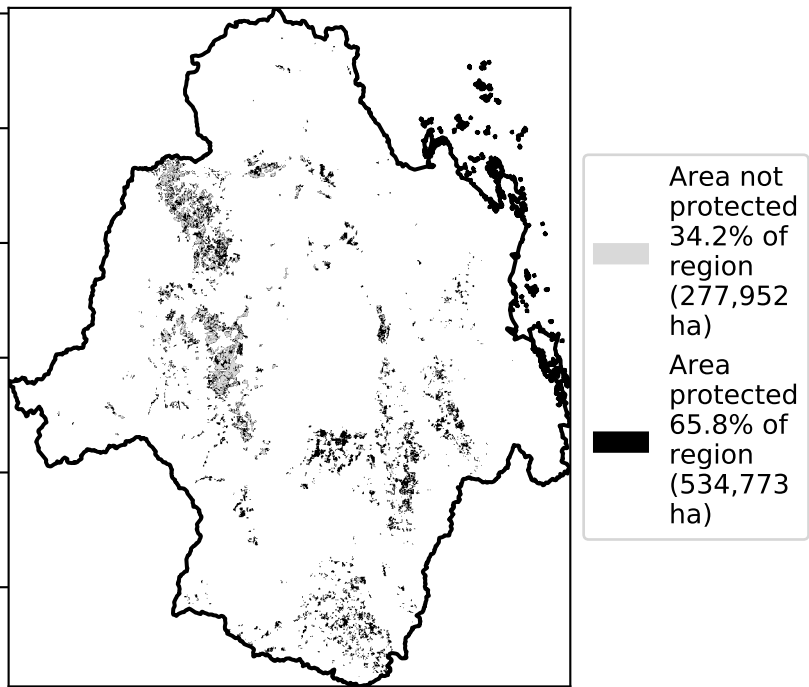 Area not
protected
34.2% of
region
(277,952
ha)
Area
protected
65.8% of
region
(534,773
ha)